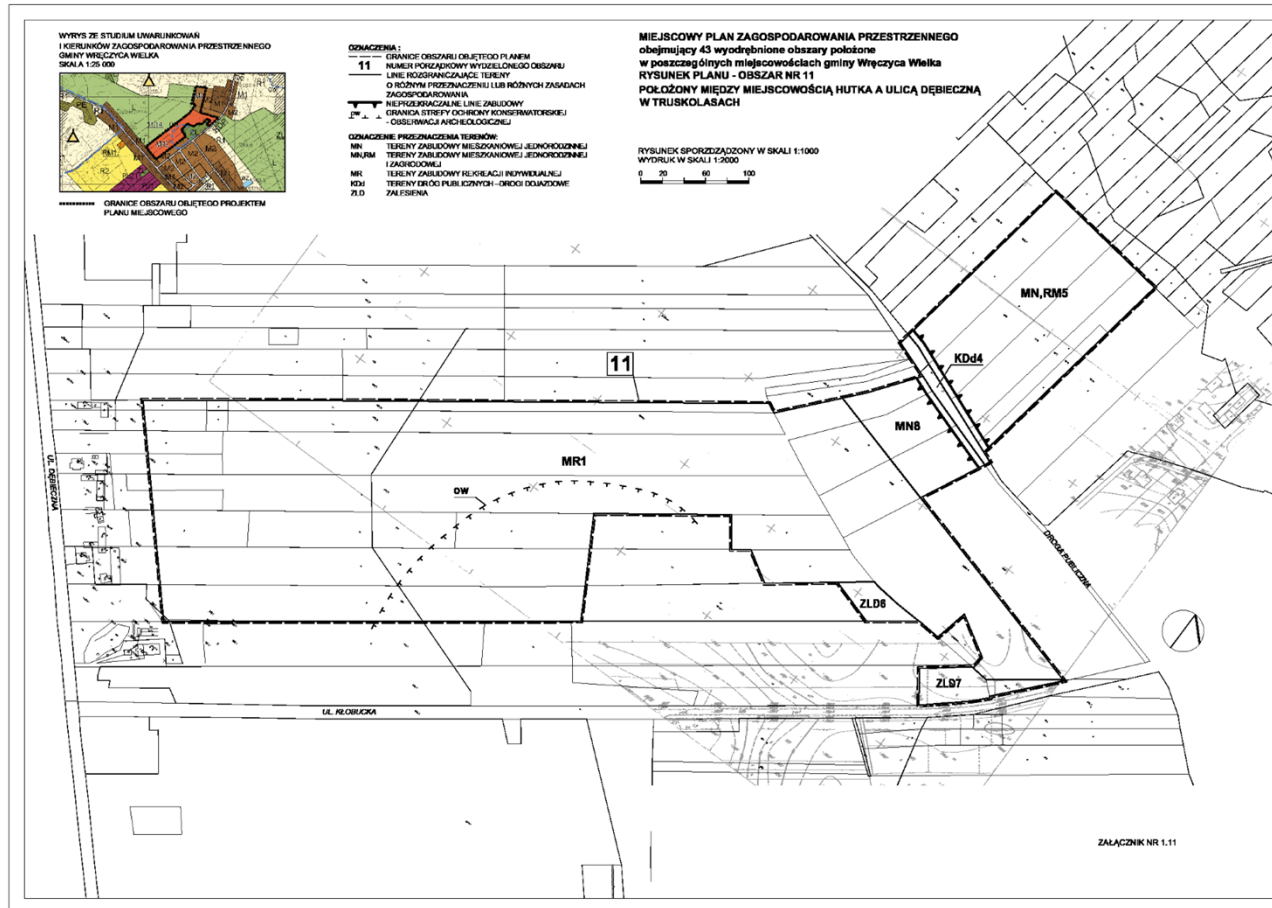 WYRYS ZE STUDIUM UWARUNKOWAŃ
I KIERUNKÓW ZAGOSPODAROWANIA PRZESTRZENNEGO
GMINY WRĘCZYCA WIELKA
SKALA 1:25 000
GRANICE OBSZARU OBJĘTEGO PROJEKTEM
PLANU MIEJSCOWEGO
OZNACZENIA :
GRANICE OBSZARU OBJĘTEGO PLANEM
11 NUMER PORZĄDKOWY WYDZIELONEGO OBSZARU
LINIE ROZGRANICZAJĄCE TERENY
O RÓŻNYM PRZEZNACZENIU LUB RÓŻNYCH ZASADACH
ZAGOSPODAROWANIA
NIEPRZEKRACZALNE LINIE ZABUDOWY
ow GRANICA STREFY OCHRONY KONSERWATORSKIEJ
- OBSERWACJI ARCHEOLOGICZNEJ
OZNACZENIE PRZEZNACZENIA TERENÓW:
MN TERENY ZABUDOWY MIESZKANIOWEJ JEDNORODZINNEJ
MN,RM TERENY ZABUDOWY MIESZKANIOWEJ JEDNORODZINNEJ
I ZAGRODOWEJ
MR TERENY ZABUDOWY REKREACJI INDYWIDUALNEJ
KDd TERENY DRÓG PUBLICZNYCH - DROGI DOJAZDOWE
ZLD ZALESIENIA
MIEJSCOWY PLAN ZAGOSPODAROWANIA PRZESTRZENNEGO
obejmujący 43 wyodrębnione obszary położone
w poszczególnych miejscowościach gminy Wręczyca Wielka
RYSUNEK PLANU - OBSZAR NR 11
POŁOŻONY MIĘDZY MIEJSCOWOŚCIĄ HUTKA A ULICĄ DĘBIECZNĄ
W TRUSKOLASACH
RYSUNEK SPORZDZĄDZONY W SKALI 1:1000
WYDRUK W SKALI 1:2000
0 20 60 100
MN,RM5
KDd4
11
MN8
MR1
ow
UL. DĘBIECZNA
DROGA PUBLICZNA
ZLD6
ZLD7
UL. KŁOBUCKA
ZAŁĄCZNIK NR 1.11